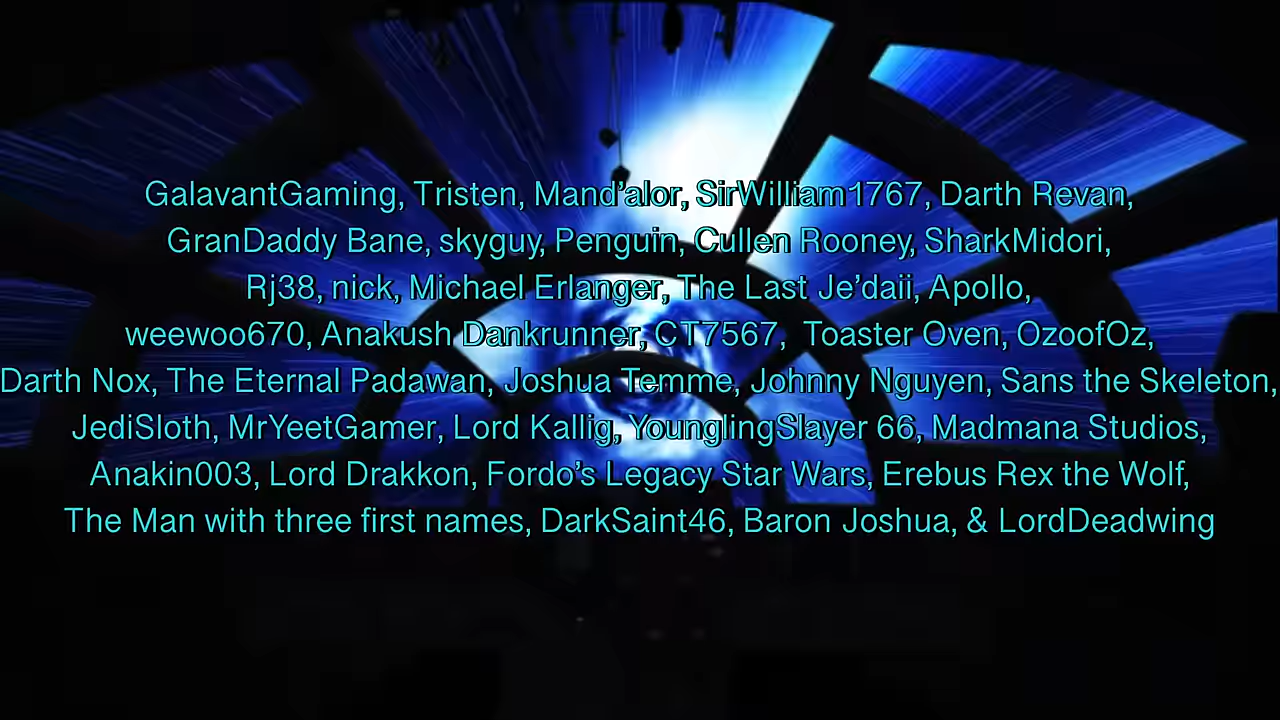 GalavantGaming, Tristen, Mand’alor, SirWilliam1767, Darth Revan,
GranDaddy Bane, skyguy, Penguin, Cullen Rooney, SharkMidori,
Rj38, nick, Michael Erlanger, The Last Je’daii, Apollo,
weewoo670, Anakush Dankrunner, CT7567,  Toaster Oven, OzoofOz,
Darth Nox, The Eternal Padawan, Joshua Temme, Johnny Nguyen, Sans the Skeleton,
JediSloth, MrYeetGamer, Lord Kallig, YounglingSlayer 66, Madmana Studios,
Anakin003, Lord Drakkon, Fordo’s Legacy Star Wars, Erebus Rex the Wolf,
The Man with three first names, DarkSaint46, Baron Joshua, & LordDeadwing